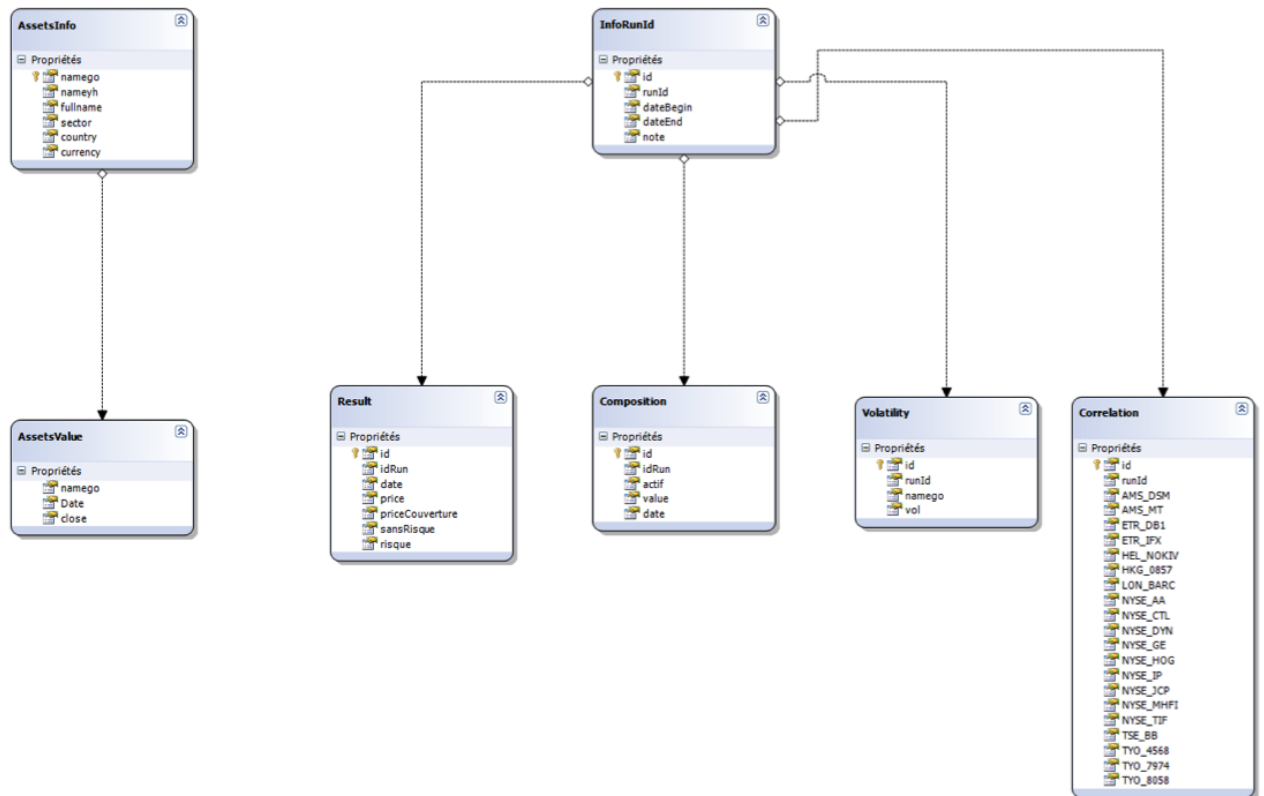 AssetsInfo
Propriétés
namego
nameyh
fullname
sector
country
currency
InfoRunId
Propriétés
id
runId
dateBegin
dateEnd
note
AssetsValue
Propriétés
namego
Date
close
Result
Propriétés
id
idRun
date
price
priceCouverture
sansRisque
risque
Composition
Propriétés
id
idRun
actif
value
date
Volatility
Propriétés
id
runId
namego
vol
Correlation
Propriétés
id
runId
AMS_DSM
AMS_MT
ETR_DB1
ETR_IFX
HEL_NOKIV
HKG_0857
LON_BARC
NYSE_AA
NYSE_CTL
NYSE_DYN
NYSE_GE
NYSE_HOG
NYSE_IP
NYSE_JCP
NYSE_MHFI
NYSE_TIF
TSE_BB
TYO_4568
TYO_7974
TYO_8058